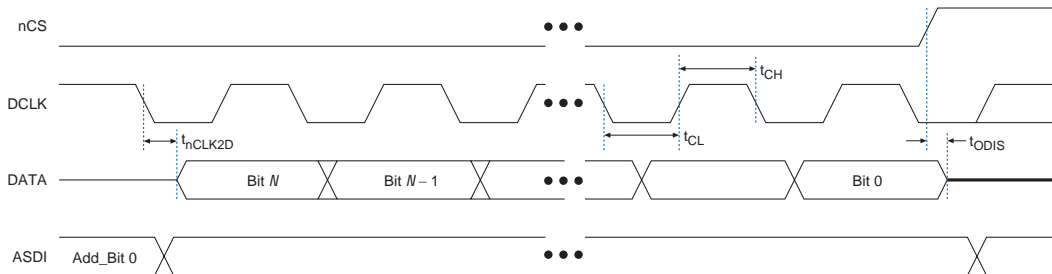 nCS
DCLK
tCH
tnCLK2D
tCL
tODIS
DATA
Bit N
Bit N – 1
Bit 0
ASDI
Add_Bit 0